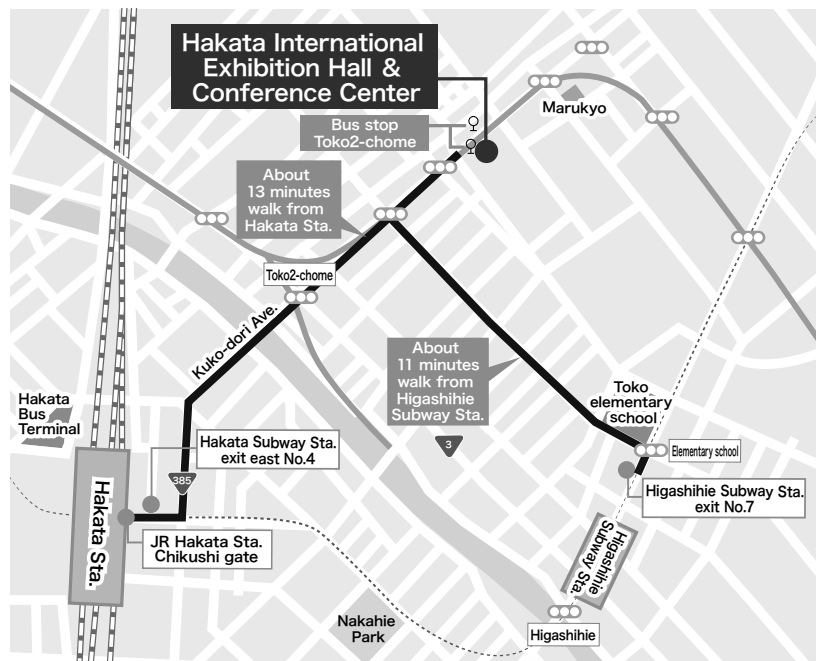 Hakata International
Exhibition Hall &
Conference Center
Marukyo
Bus stop
Toko2-chome
About
13 minutes
walk from
Hakata Sta.
Toko2-chome
Kuko-dori Ave.
About
11 minutes
walk from
Higashihie
Subway Sta.
Toko
elementary
school
Hakata
Bus
Terminal
Hakata Subway Sta.
exit east No.4
3
Elementary school
385
Higashihie Subway Sta.
exit No.7
Hakata Sta.
JR Hakata Sta.
Chikushi gate
Higashihie
Subway Sta.
Nakahie
Park
Higashihie